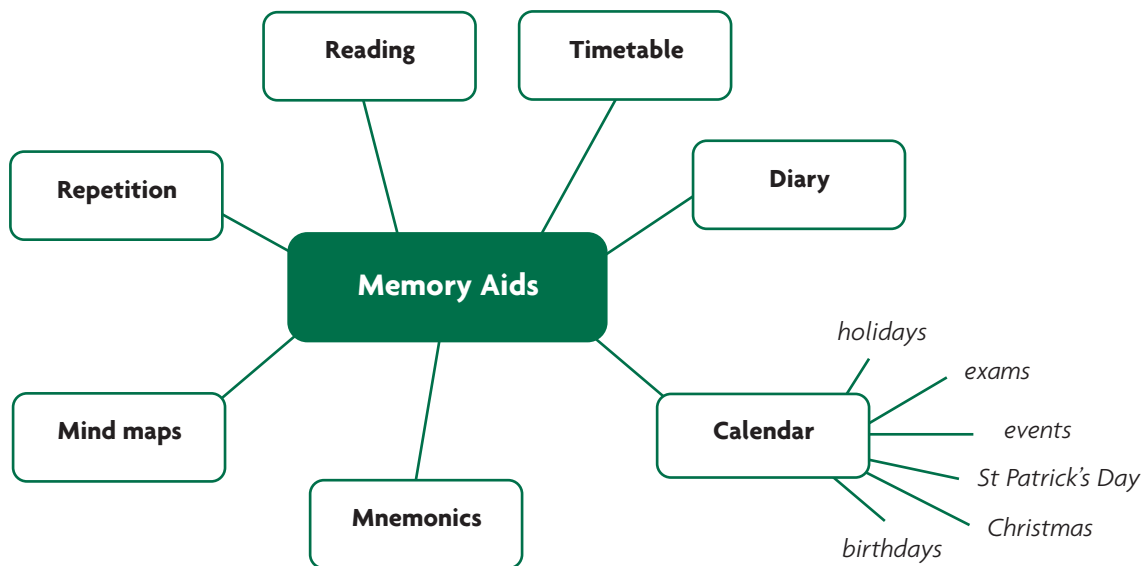 Reading
Timetable
Repetition
Diary
Memory Aids
holidays
exams
Mind maps
Calendar
events
St Patrick’s Day
Mnemonics
Christmas
birthdays